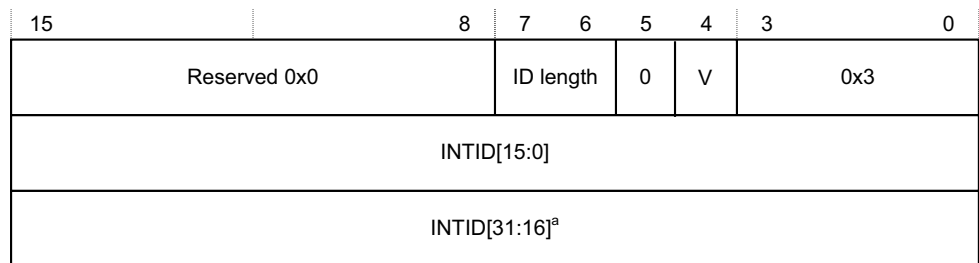 15 8 7 6 5 4 3 0
Reserved 0x0 ID length 0 V 0x3
INTID[15:0]
INTID[31:16]a